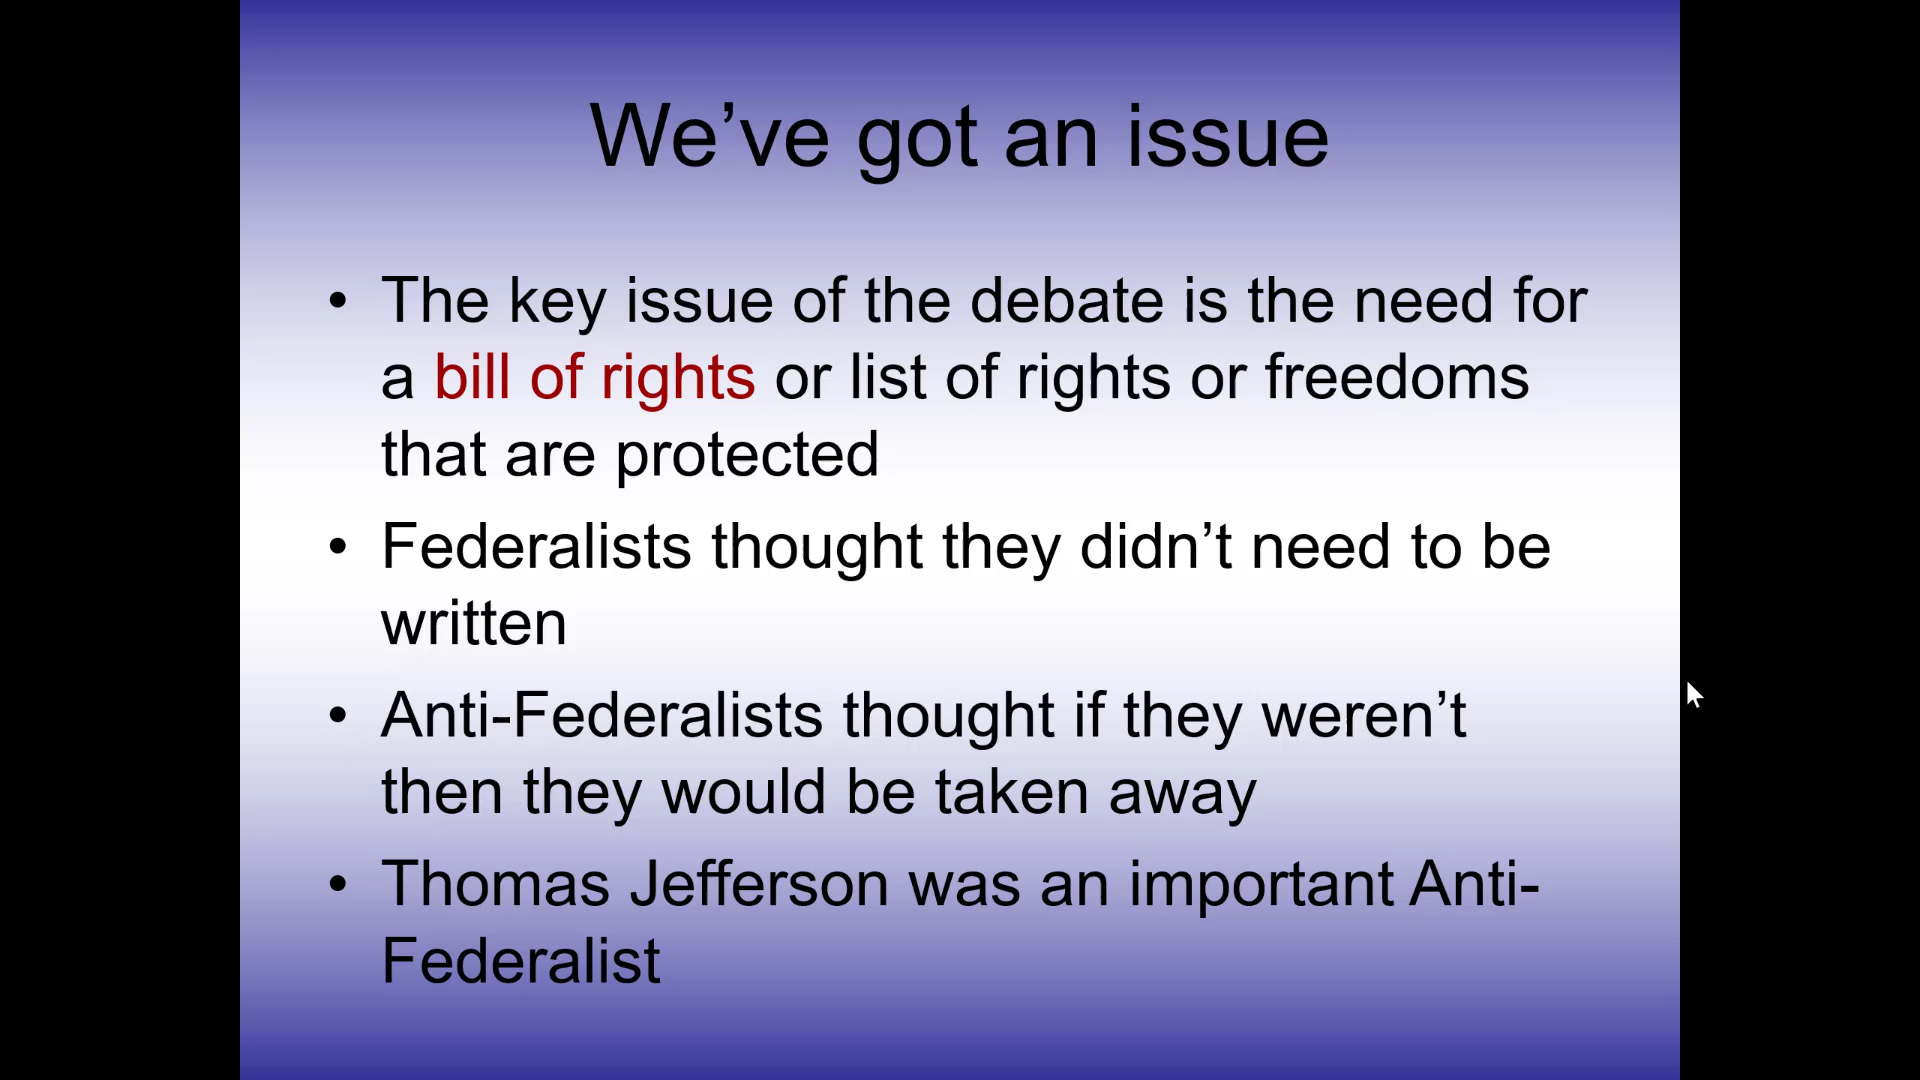 We’ve got an issue
• The key issue of the debate is the need for
a bill of rights or list of rights or freedoms
that are protected
• Federalists thought they didn’t need to be
written
• Anti-Federalists thought if they weren’t
then they would be taken away
• Thomas Jefferson was an important Anti-
Federalist